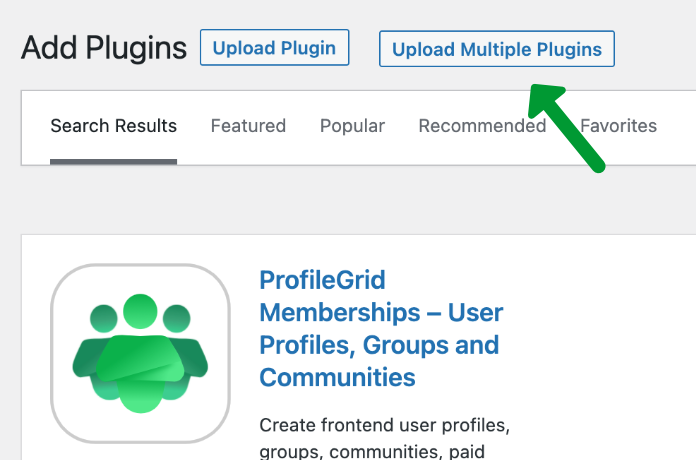 Add Plugins Upload Plugin Upload Multiple Plugins
Search Results Featured Popular Recommended Favorites
ProfileGrid
Memberships – User
Profiles, Groups and
Communities
Create frontend user profiles,
groups, communities, paid